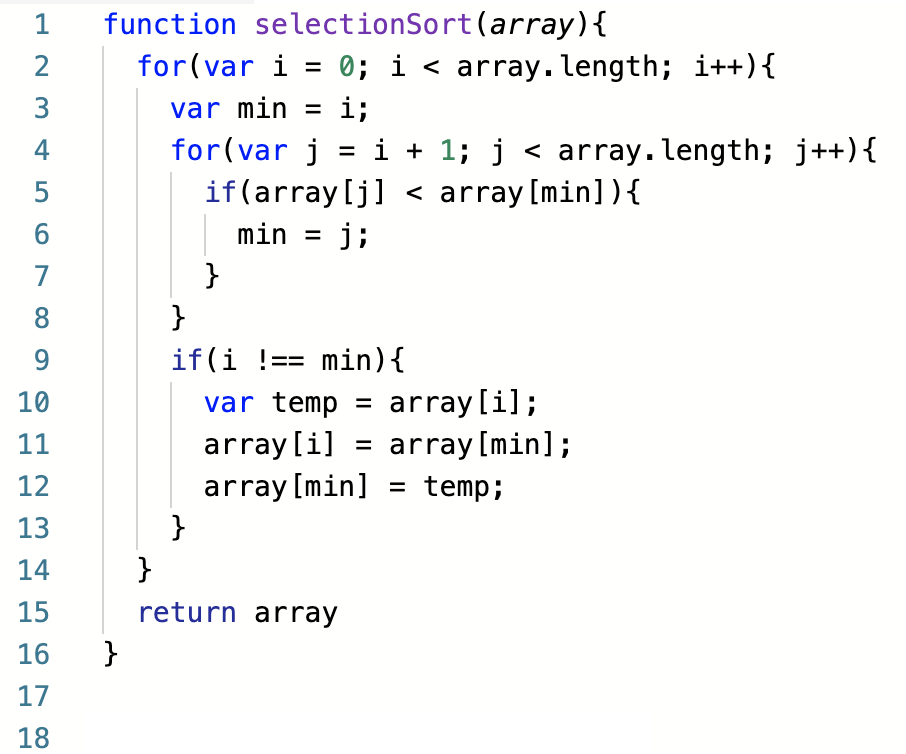 1 function selectionSort(array){
2 for(var i = 0; i < array.length; i++){
3 var min = i;
4 for(var j = i + 1; j < array.length; j++){
5 if(array[j] < array[min]){
6 min = j;
7 }
8 }
9 if(i !== min){
10 var temp = array[i];
11 array[i] = array[min];
12 array[min] = temp;
13 }
14 }
15 return array
16 }
17
18